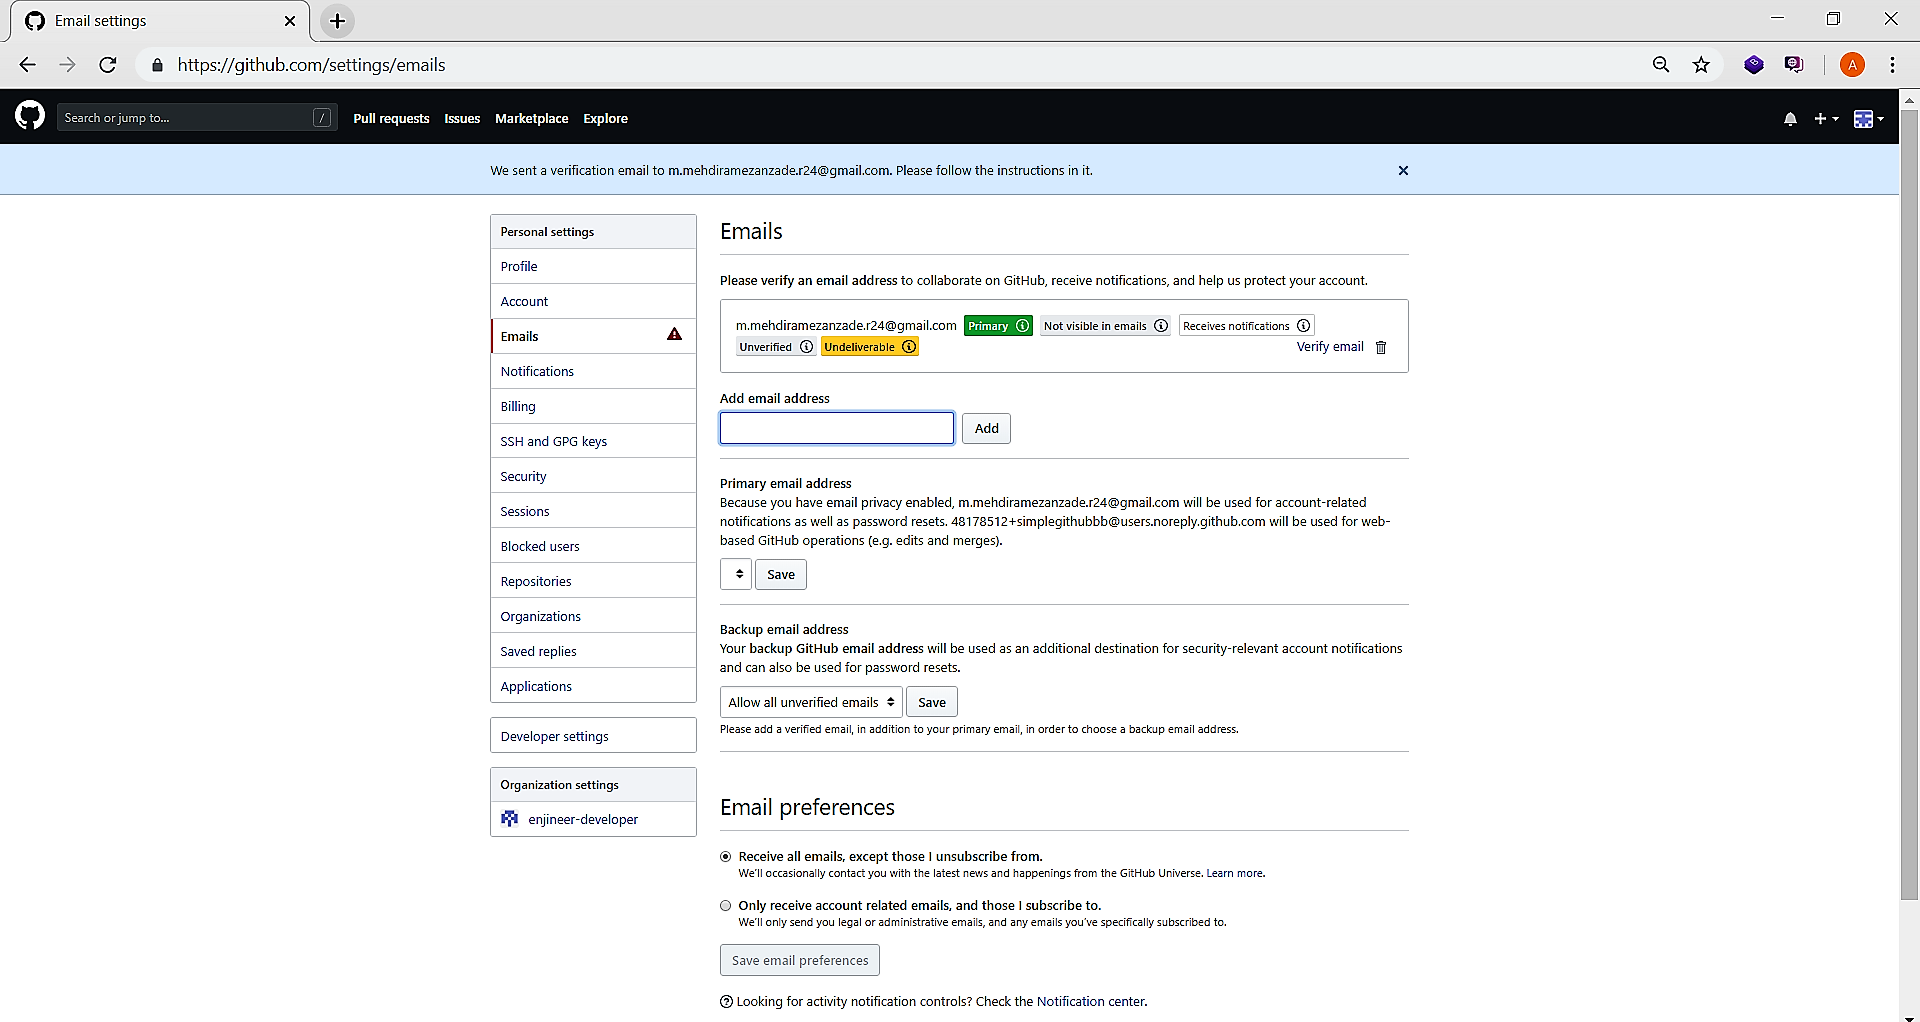 Email settings
https://github.com/settings/emails
A
Search or jump to...
/
Pull requests
Issues
Marketplace
Explore
We sent a verification email to m.mehdiramezanzade.r24@gmail.com. Please follow the instructions in it.
Personal settings
Profile
Account
Emails
Notifications
Billing
SSH and GPG keys
Security
Sessions
Blocked users
Repositories
Organizations
Saved replies
Applications
Developer settings
Organization settings
enjineer-developer
Emails
Please verify an email address to collaborate on GitHub, receive notifications, and help us protect your account.
m.mehdiramezanzade.r24@gmail.com Primary Not visible in emails Receives notifications
Unverified Undeliverable Verify email
Add email address
Add
Primary email address
Because you have email privacy enabled, m.mehdiramezanzade.r24@gmail.com will be used for account-related
notifications as well as password resets. 48178512+simplegithubbb@users.noreply.github.com will be used for web-
based GitHub operations (e.g. edits and merges).
Save
Backup email address
Your backup GitHub email address will be used as an additional destination for security-relevant account notifications
and can also be used for password resets.
Allow all unverified emails Save
Please add a verified email, in addition to your primary email, in order to choose a backup email address.
Email preferences
Receive all emails, except those I unsubscribe from.
We'll occasionally contact you with the latest news and happenings from the GitHub Universe. Learn more.
Only receive account related emails, and those I subscribe to.
We'll only send you legal or administrative emails, and any emails you've specifically subscribed to.
Save email preferences
Looking for activity notification controls? Check the Notification center.